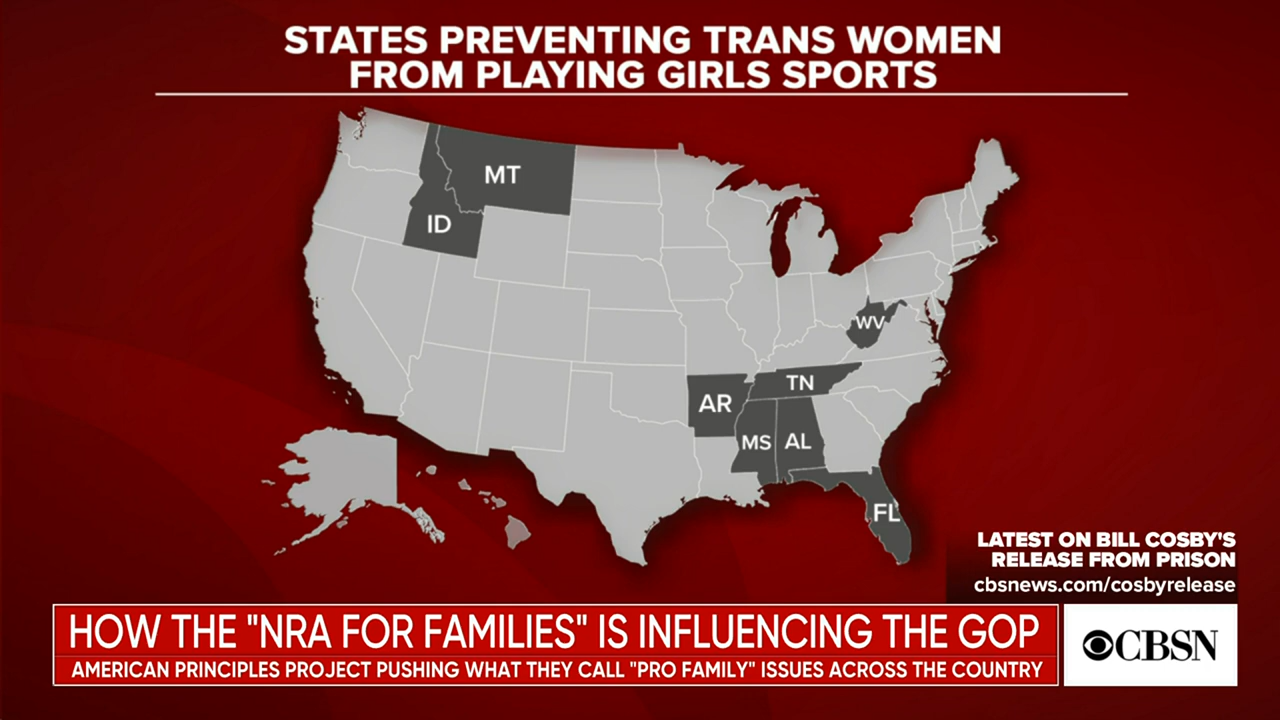 STATES PREVENTING TRANS WOMEN
FROM PLAYING GIRLS SPORTS
MT
ID
WV
TN
AR
MS
AL
FL
LATEST ON BILL COSBY'S
RELEASE FROM PRISON
cbsnews.com/cosbyrelease
HOW THE "NRA FOR FAMILIES" IS INFLUENCING THE GOP
AMERICAN PRINCIPLES PROJECT PUSHING WHAT THEY CALL "PRO FAMILY" ISSUES ACROSS THE COUNTRY
CBSN